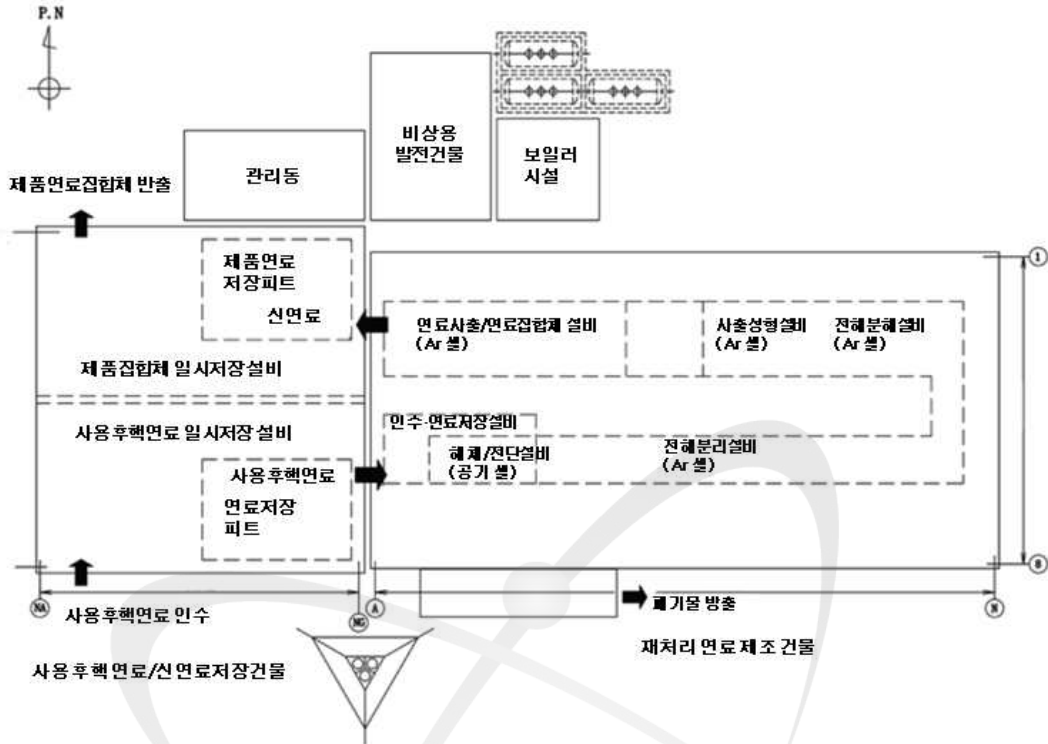 P.N
비상용
발전건물
보일러
시설
관리동
제품연료집합체 반출
제품연료
저장피트
신연료
연료사출/연료집합체 설비
(Ar 셀)
사출성형설비
(Ar 셀)
전해분해설비
(Ar 셀)
제품집합체 일시저장설비
사용후핵연료 일시저장설비
인수·연료저장설비
해체/전단설비
(공기 셀)
전해분리설비
(Ar 셀)
사용후핵연료
연료저장
피트
1
8
NA
NG
A
N
사용후핵연료 인수
폐기물 방출
재처리 연료 제조 건물
사용후핵연료/신연료저장건물